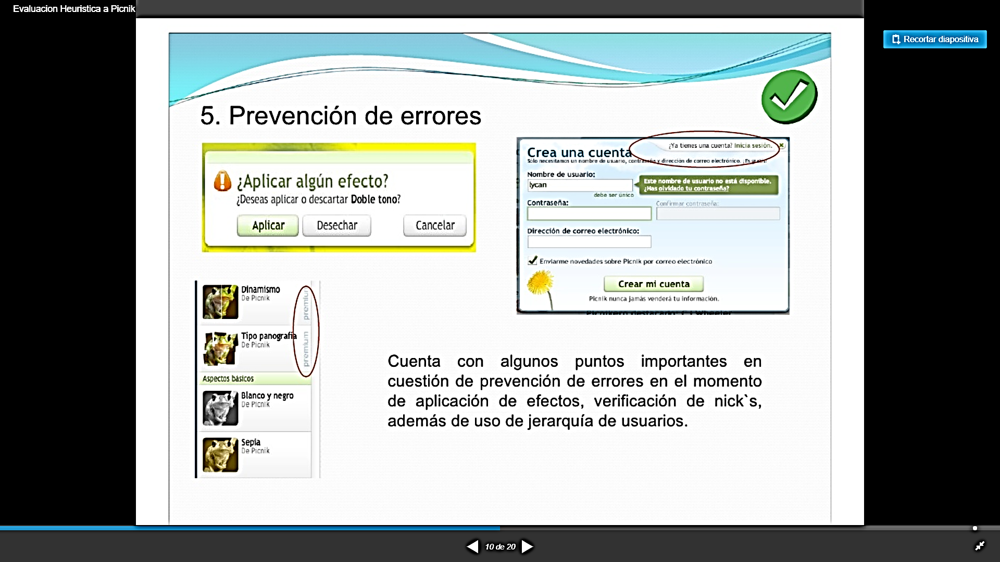 Evaluacion Heuristica a Picnik
Recortar diapositiva
5. Prevención de errores
¿Aplicar algún efecto?
¿Deseas aplicar o descartar Doble tono?
Aplicar Desechar Cancelar
¿Ya tienes una cuenta? Inicia sesión.
Crea una cuenta
Sólo necesitamos un nombre de usuario, contraseña y dirección de correo electrónico. ¡Es gratis!
Nombre de usuario:
lycan
Este nombre de usuario no está disponible.
¿Has olvidado tu contraseña?
debe ser único
Contraseña: Confirmar contraseña:
Dirección de correo electrónico:
Enviarme novedades sobre Picnik por correo electrónico
Crear mi cuenta
Picnik nunca jamás venderá tu información.
Dinamismo
De Picnik
premium
Tipo panografía
De Picnik
premium
Aspectos básicos
Blanco y negro
De Picnik
Sepia
De Picnik
Cuenta con algunos puntos importantes en
cuestión de prevención de errores en el momento
de aplicación de efectos, verificación de nick`s,
además de uso de jerarquía de usuarios.
10 de 20